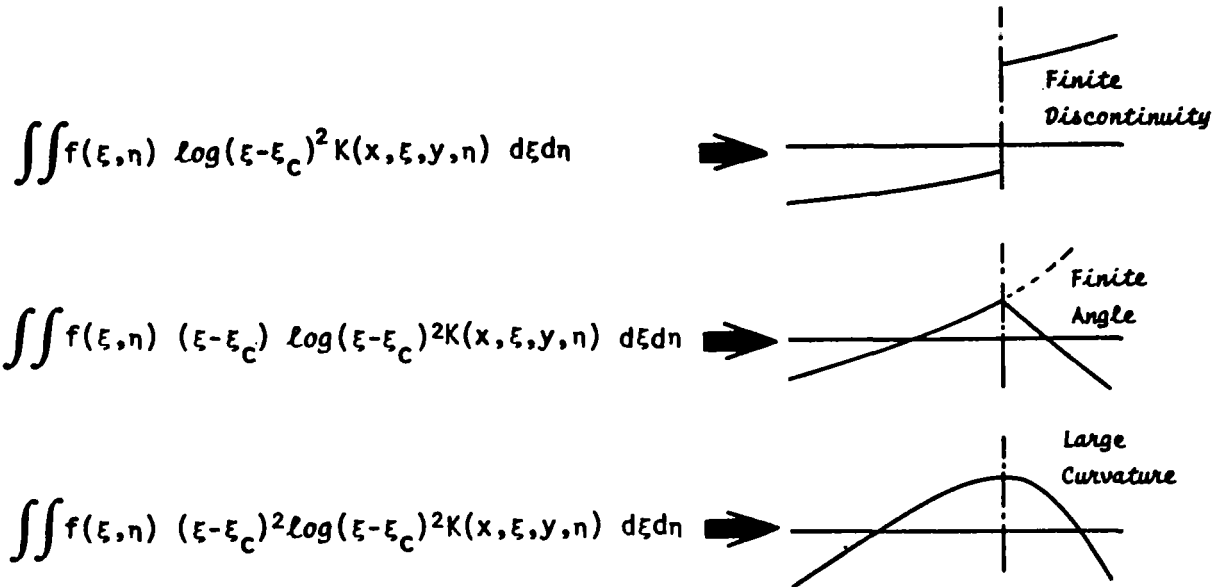 ∬f(ξ,η) log(ξ-ξc)²K(x,ξ,y,η) dξdη
Finite
Discontinuity
∬f(ξ,η) (ξ-ξc) log(ξ-ξc)²K(x,ξ,y,η) dξdη
Finite
Angle
∬f(ξ,η) (ξ-ξc)²log(ξ-ξc)²K(x,ξ,y,η) dξdη
Large
Curvature